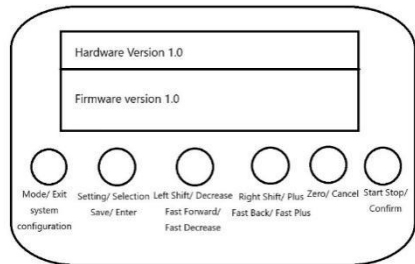 Hardware Version 1.0
Firmware version 1.0
Mode/ Exit
system
configuration
Setting/ Selection
Save/ Enter
Left Shift/ Decrease
Fast Forward/
Fast Decrease
Right Shift/ Plus
Fast Back/ Fast Plus
Zero/ Cancel
Start Stop/
Confirm